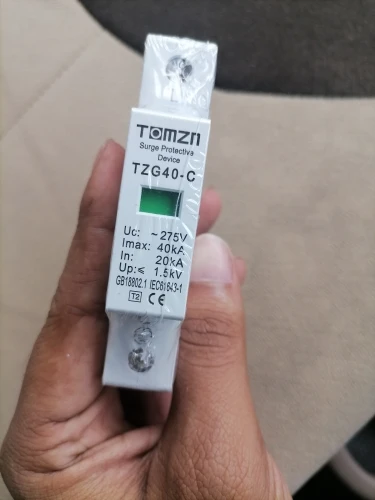 TOMZN
Surge Protective
Device
TZG40-C
Uc: ~275V
Imax: 40kA
In: 20kA
Up:≤ 1.5kV
GB18802.1 IEC61643-1
T2 CE